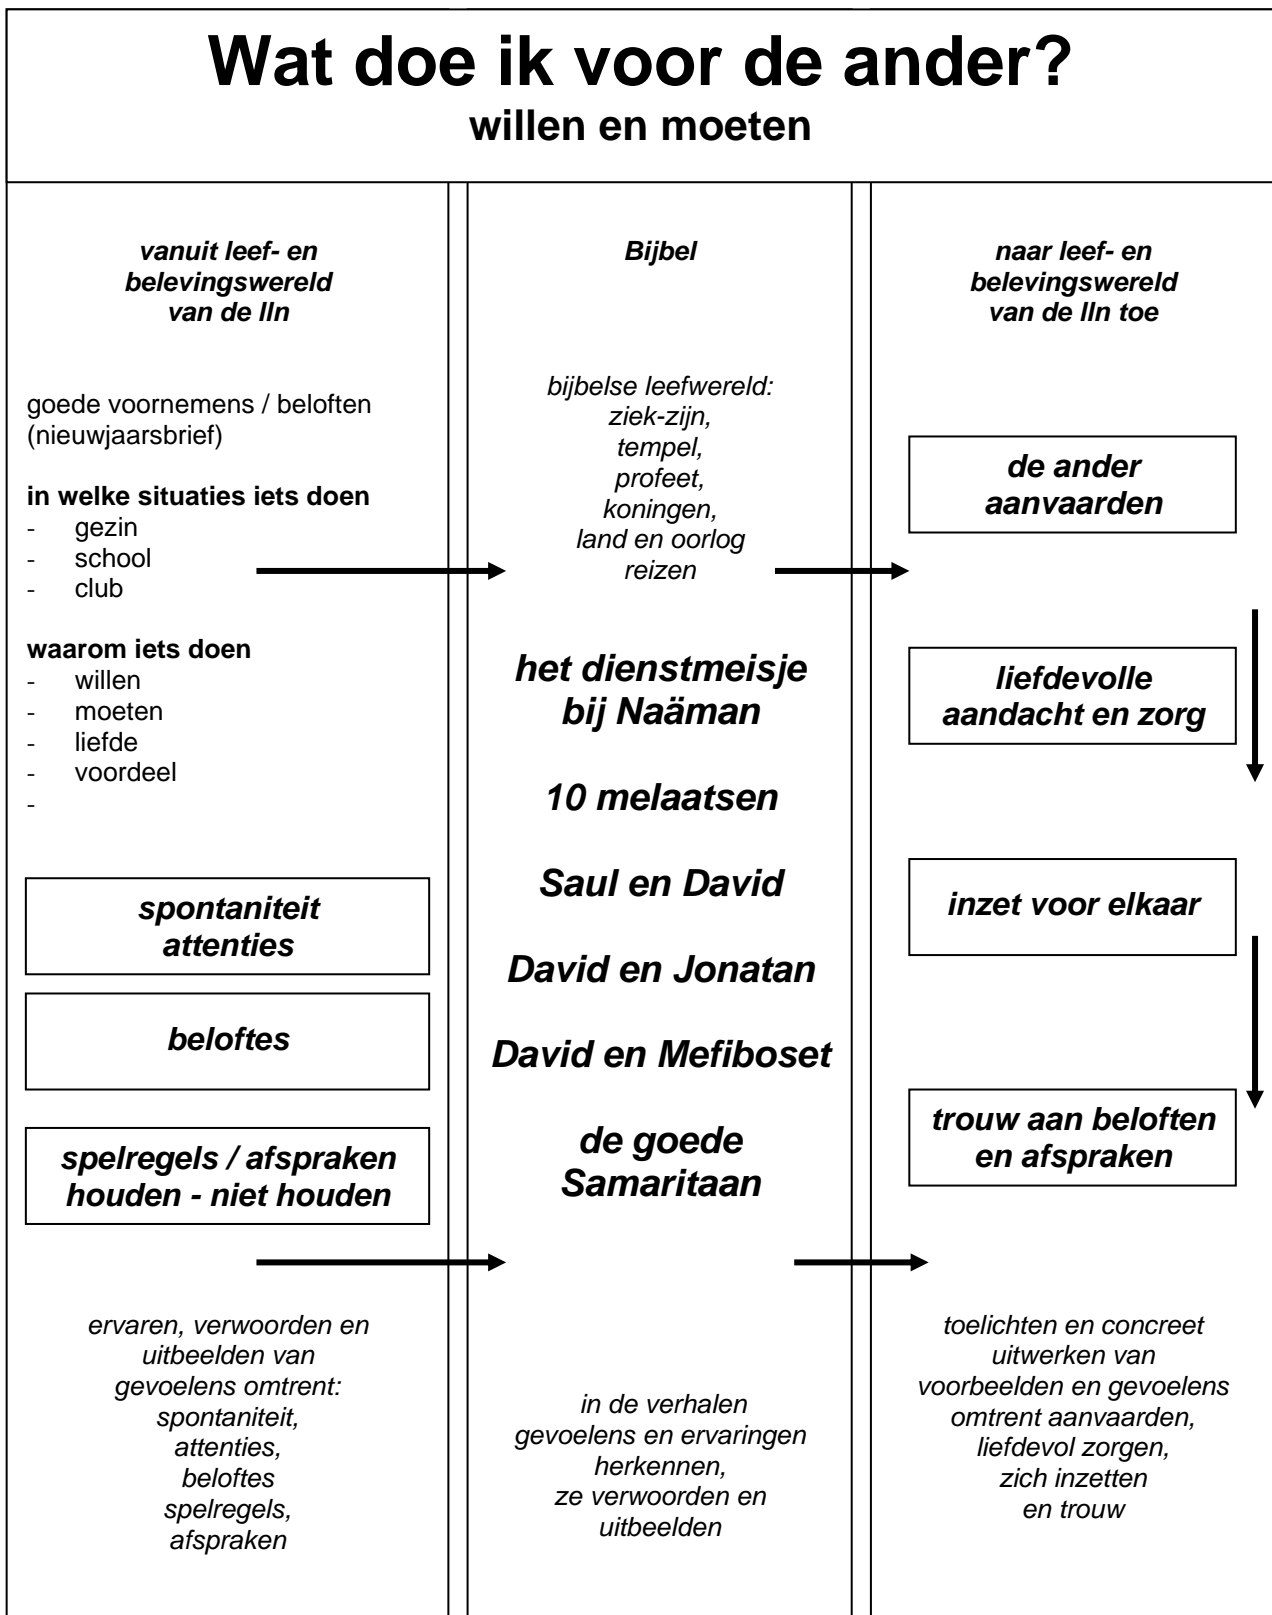 Wat doe ik voor de ander?
willen en moeten
vanuit leef- en
belevingswereld
van de lln
goede voornemens / beloften
(nieuwjaarsbrief)
in welke situaties iets doen
- gezin
- school
- club
waarom iets doen
- willen
- moeten
- liefde
- voordeel
-
spontaniteit
attenties
beloftes
spelregels / afspraken
houden - niet houden
ervaren, verwoorden en
uitbeelden van
gevoelens omtrent:
spontaniteit,
attenties,
beloftes
spelregels,
afspraken
Bijbel
bijbelse leefwereld:
ziek-zijn,
tempel,
profeet,
koningen,
land en oorlog
reizen
het dienstmeisje
bij Naäman
10 melaatsen
Saul en David
David en Jonatan
David en Mefiboset
de goede
Samaritaan
in de verhalen
gevoelens en ervaringen
herkennen,
ze verwoorden en
uitbeelden
naar leef- en
belevingswereld
van de lln toe
de ander
aanvaarden
liefdevolle
aandacht en zorg
inzet voor elkaar
trouw aan beloften
en afspraken
toelichten en concreet
uitwerken van
voorbeelden en gevoelens
omtrent aanvaarden,
liefdevol zorgen,
zich inzetten
en trouw